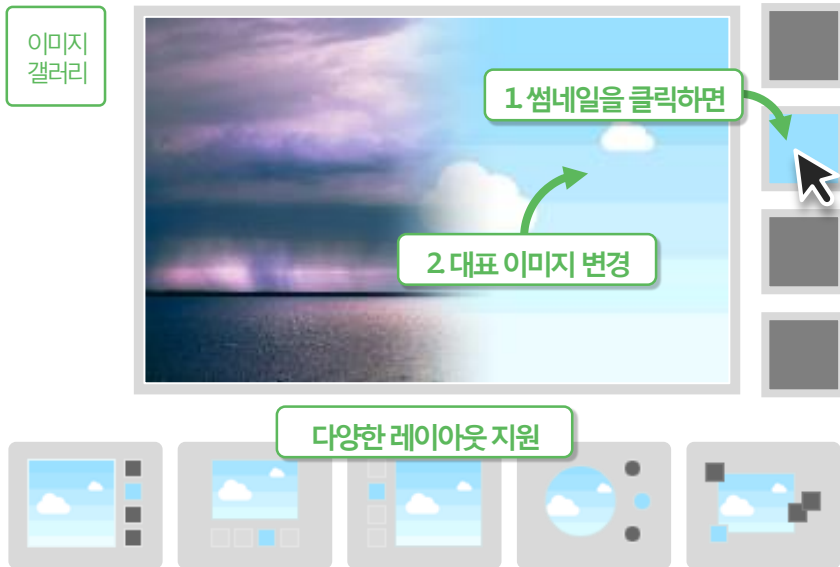 이미지
갤러리
1. 썸네일을 클릭하면
2. 대표 이미지 변경
다양한 레이아웃 지원